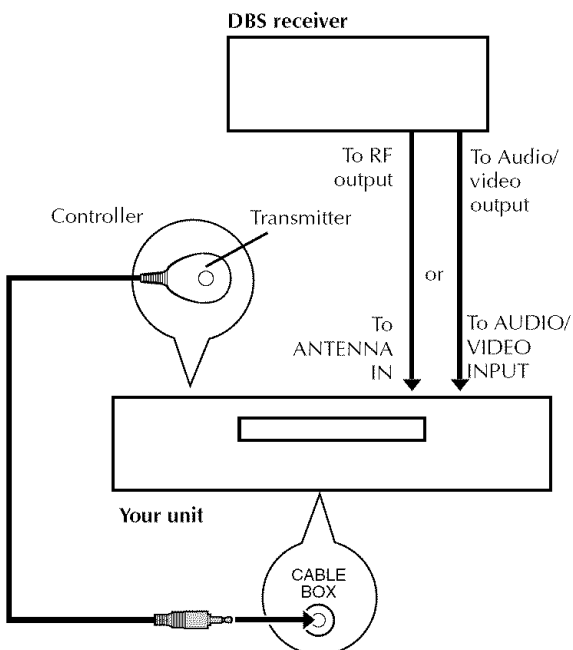 DBS receiver
To RF
output
To Audio/
video
output
Controller
Transmitter
or
To
ANTENNA
IN
To AUDIO/
VIDEO
INPUT
Your unit
CABLE
BOX